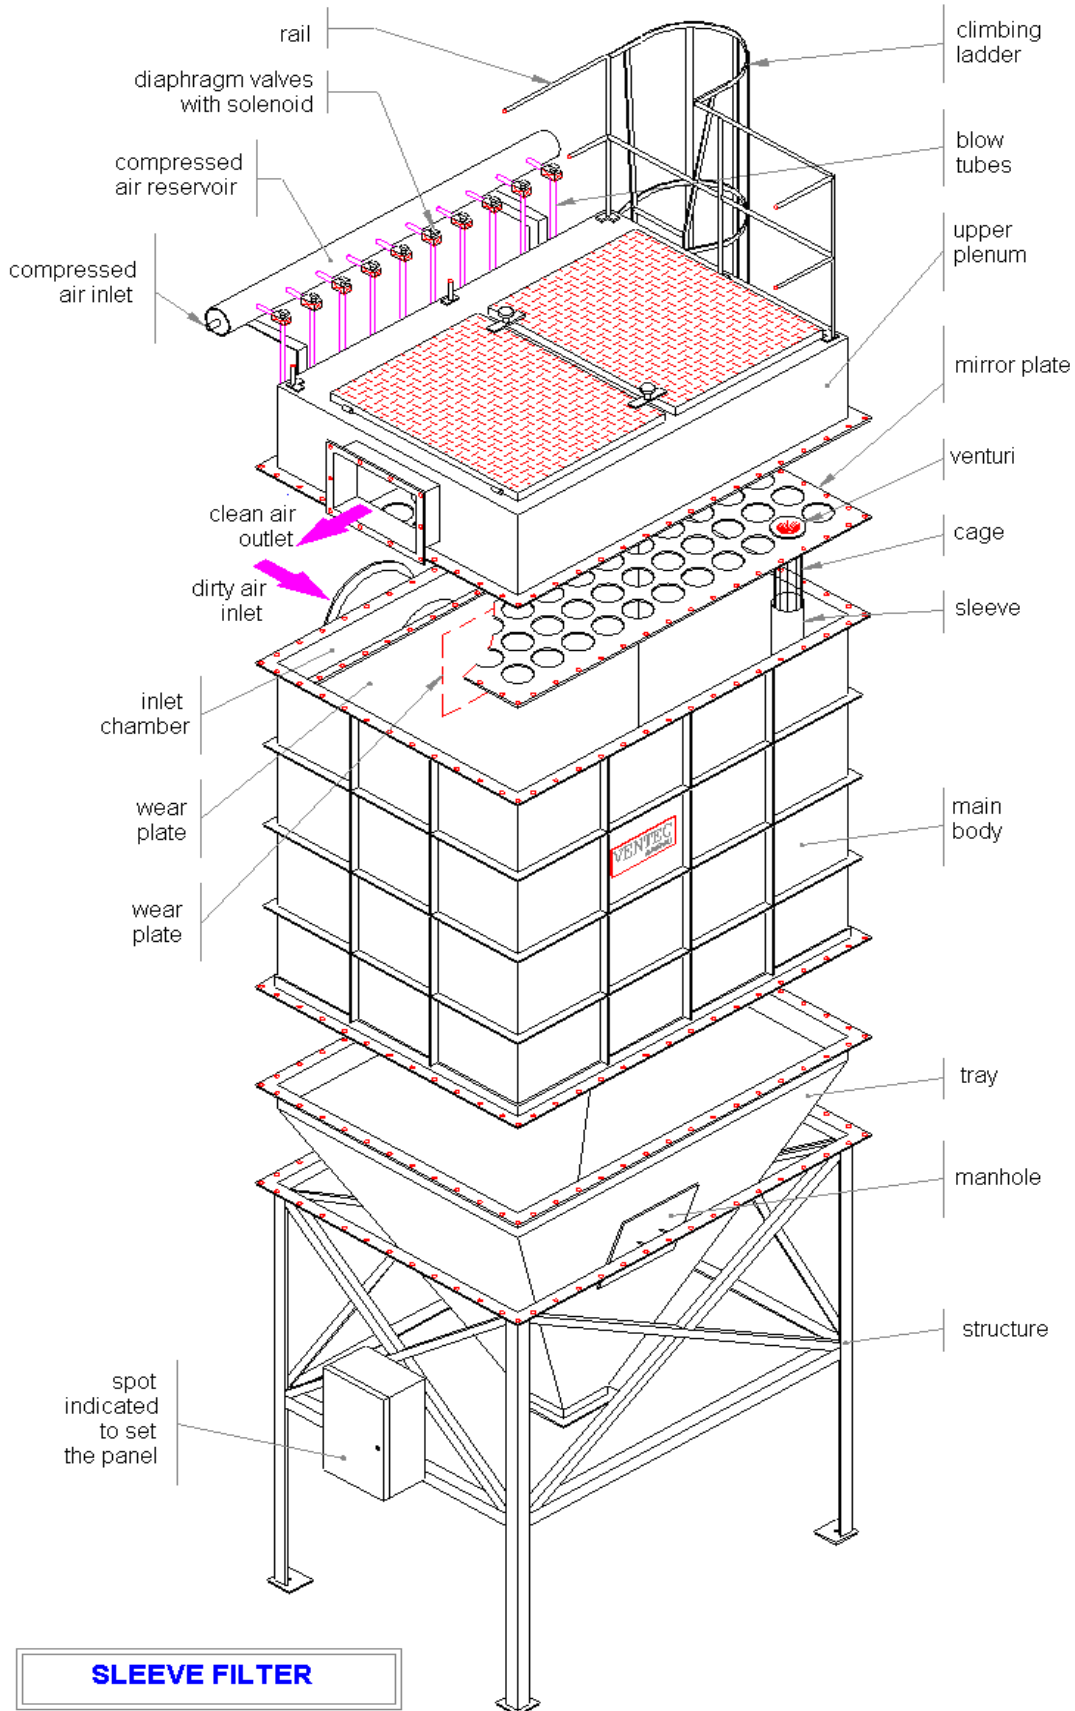 rail
climbing
ladder
diaphragm valves
with solenoid
compressed
air reservoir
blow
tubes
compressed
air inlet
upper
plenum
mirror plate
venturi
clean air
outlet
cage
dirty air
inlet
sleeve
inlet
chamber
wear
plate
main
body
VENTEC
wear
plate
tray
manhole
structure
spot
indicated
to set
the panel
SLEEVE FILTER